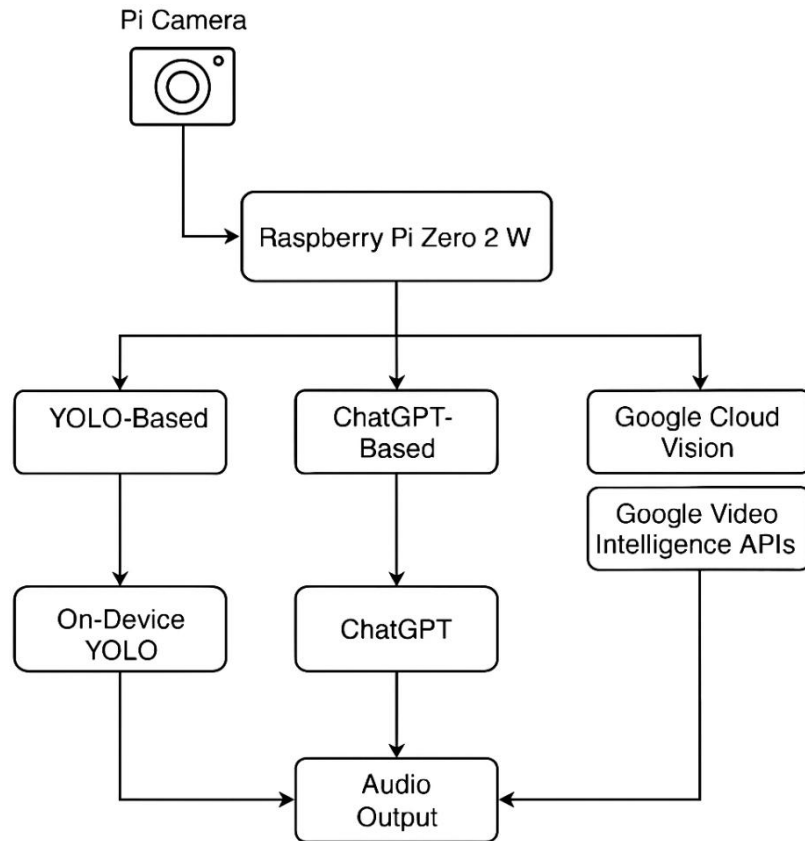 Pi Camera
Raspberry Pi Zero 2 W
YOLO-Based
ChatGPT-
Based
Google Cloud
Vision
Google Video
Intelligence APIs
On-Device
YOLO
ChatGPT
Audio
Output